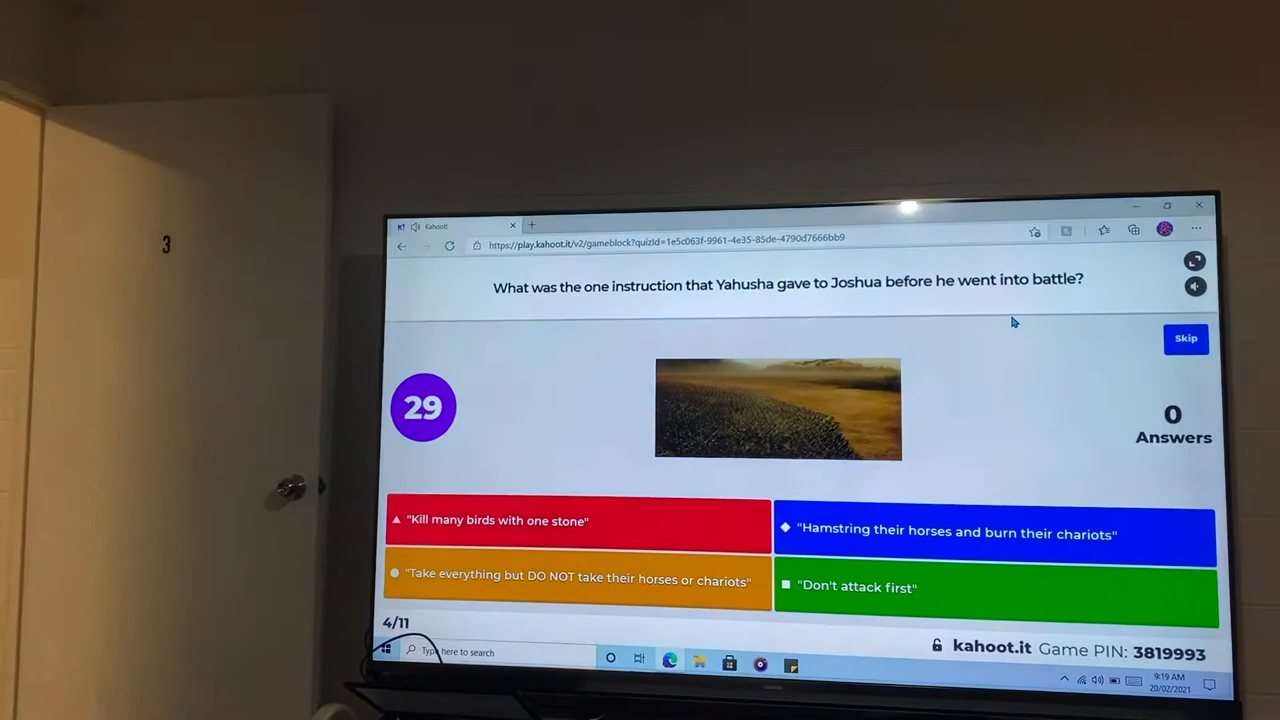 3
Kahoot!
https://play.kahoot.it/v2/gameblock?quizId=1e5c063f-9961-4e35-85de-4790d7666bb9
What was the one instruction that Yahusha gave to Joshua before he went into battle?
Skip
29
0
Answers
"Kill many birds with one stone"
"Hamstring their horses and burn their chariots"
"Take everything but DO NOT take their horses or chariots"
"Don't attack first"
4/11
kahoot.it Game PIN: 3819993
Type here to search
9:19 AM
20/02/2021